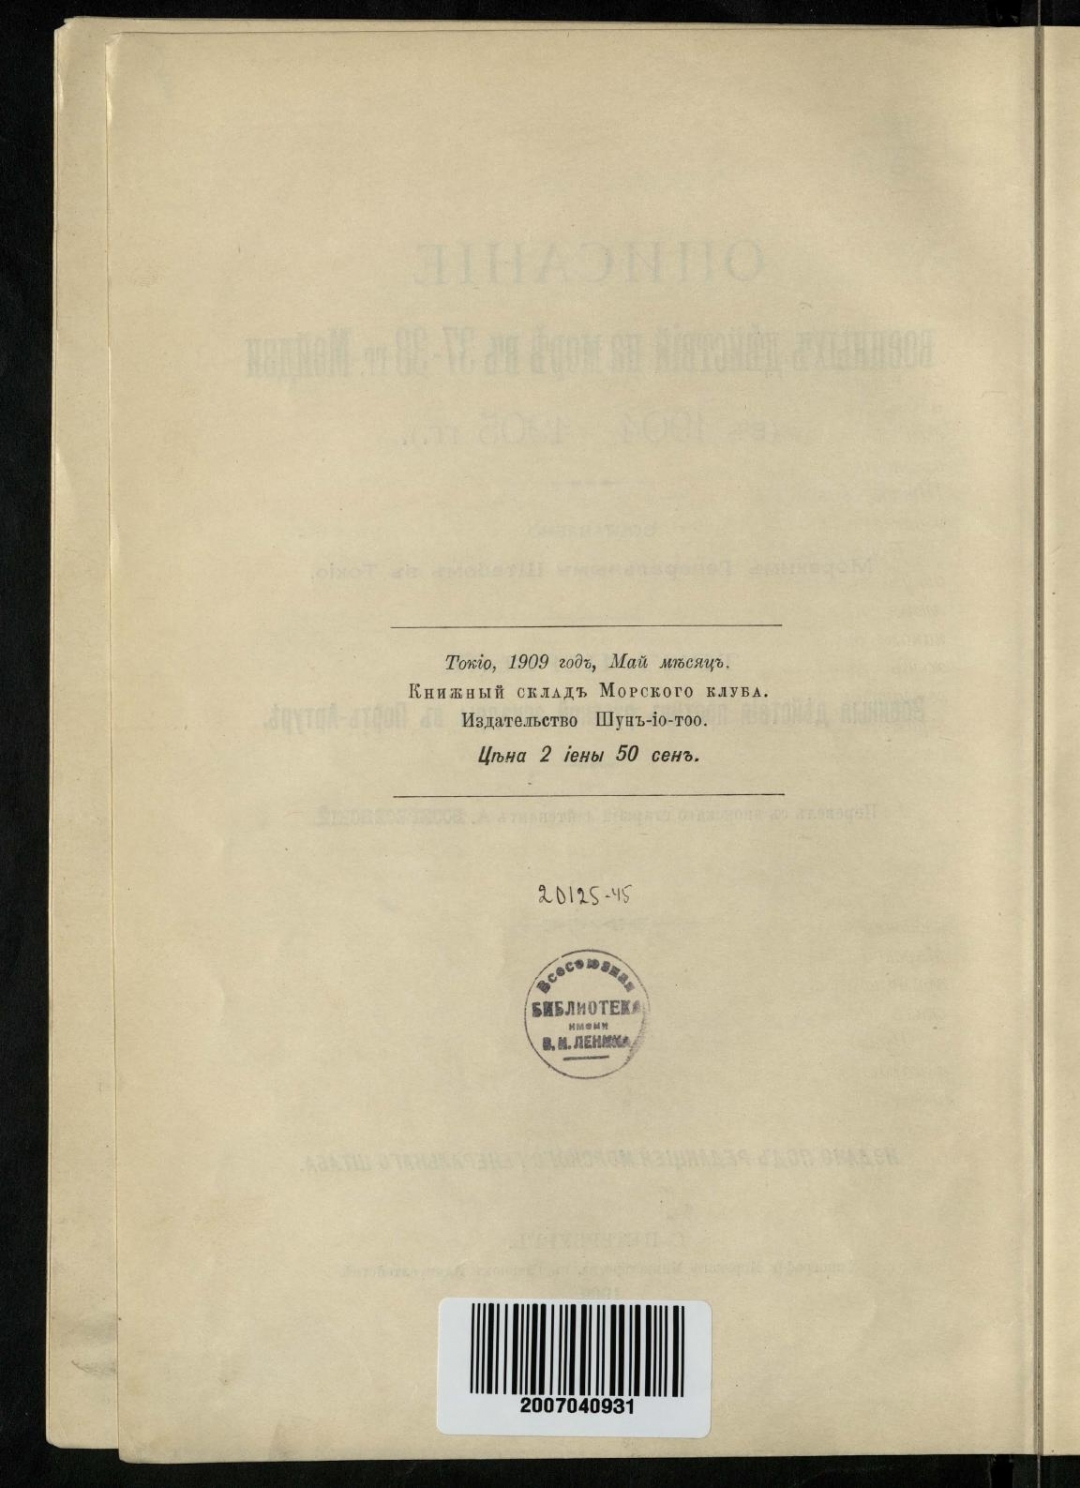 Токіо, 1909 годъ, Май мѣсяцъ.
Книжный складъ Морского клуба.
Издательство Шунъ-іо-тоо.
Цѣна 2 іены 50 сенъ.
20125-45
Всесоюзная
БИБЛИОТЕКА
имени
В. И. ЛЕНИНА
2007040931